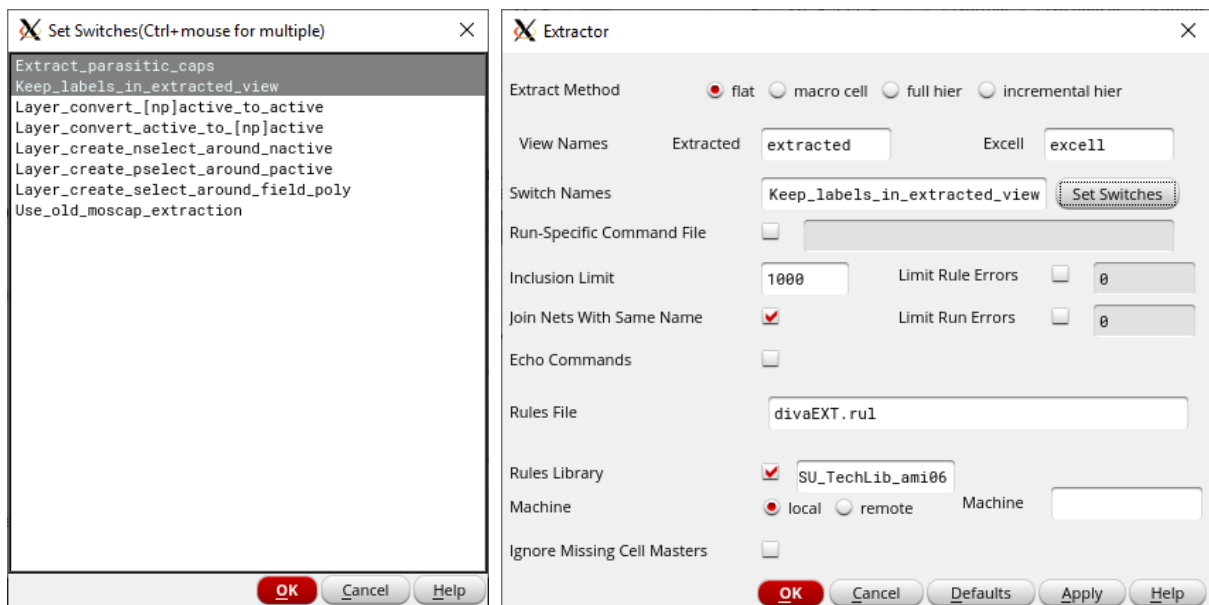 Set Switches(Ctrl+mouse for multiple)
Extract_parasitic_caps
Keep_labels_in_extracted_view
Layer_convert_[np]active_to_active
Layer_convert_active_to_[np]active
Layer_create_nselect_around_nactive
Layer_create_pselect_around_pactive
Layer_create_select_around_field_poly
Use_old_moscap_extraction
OK Cancel Help
Extractor
Extract Method flat macro cell full hier incremental hier
View Names Extracted extracted Excell excell
Switch Names Keep_labels_in_extracted_view Set Switches
Run-Specific Command File
Inclusion Limit 1000 Limit Rule Errors 0
Join Nets With Same Name Limit Run Errors 0
Echo Commands
Rules File divaEXT.rul
Rules Library SU_TechLib_ami06
Machine local remote Machine
Ignore Missing Cell Masters
OK Cancel Defaults Apply Help